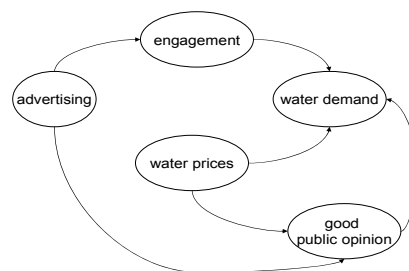 engagement
advertising
water demand
water prices
good
public opinion